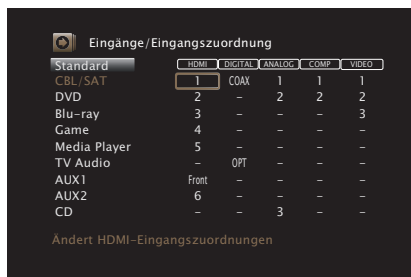 Eingänge/Eingangszuordnung
Standard HDMI DIGITAL ANALOG COMP VIDEO
CBL/SAT 1 COAX 1 1 1
DVD 2 – 2 2 2
Blu-ray 3 – – – 3
Game 4 – – – –
Media Player 5 – – – –
TV Audio – OPT – – –
AUX1 Front – – – –
AUX2 6 – – – –
CD – – 3 – –
Ändert HDMI-Eingangszuordnungen